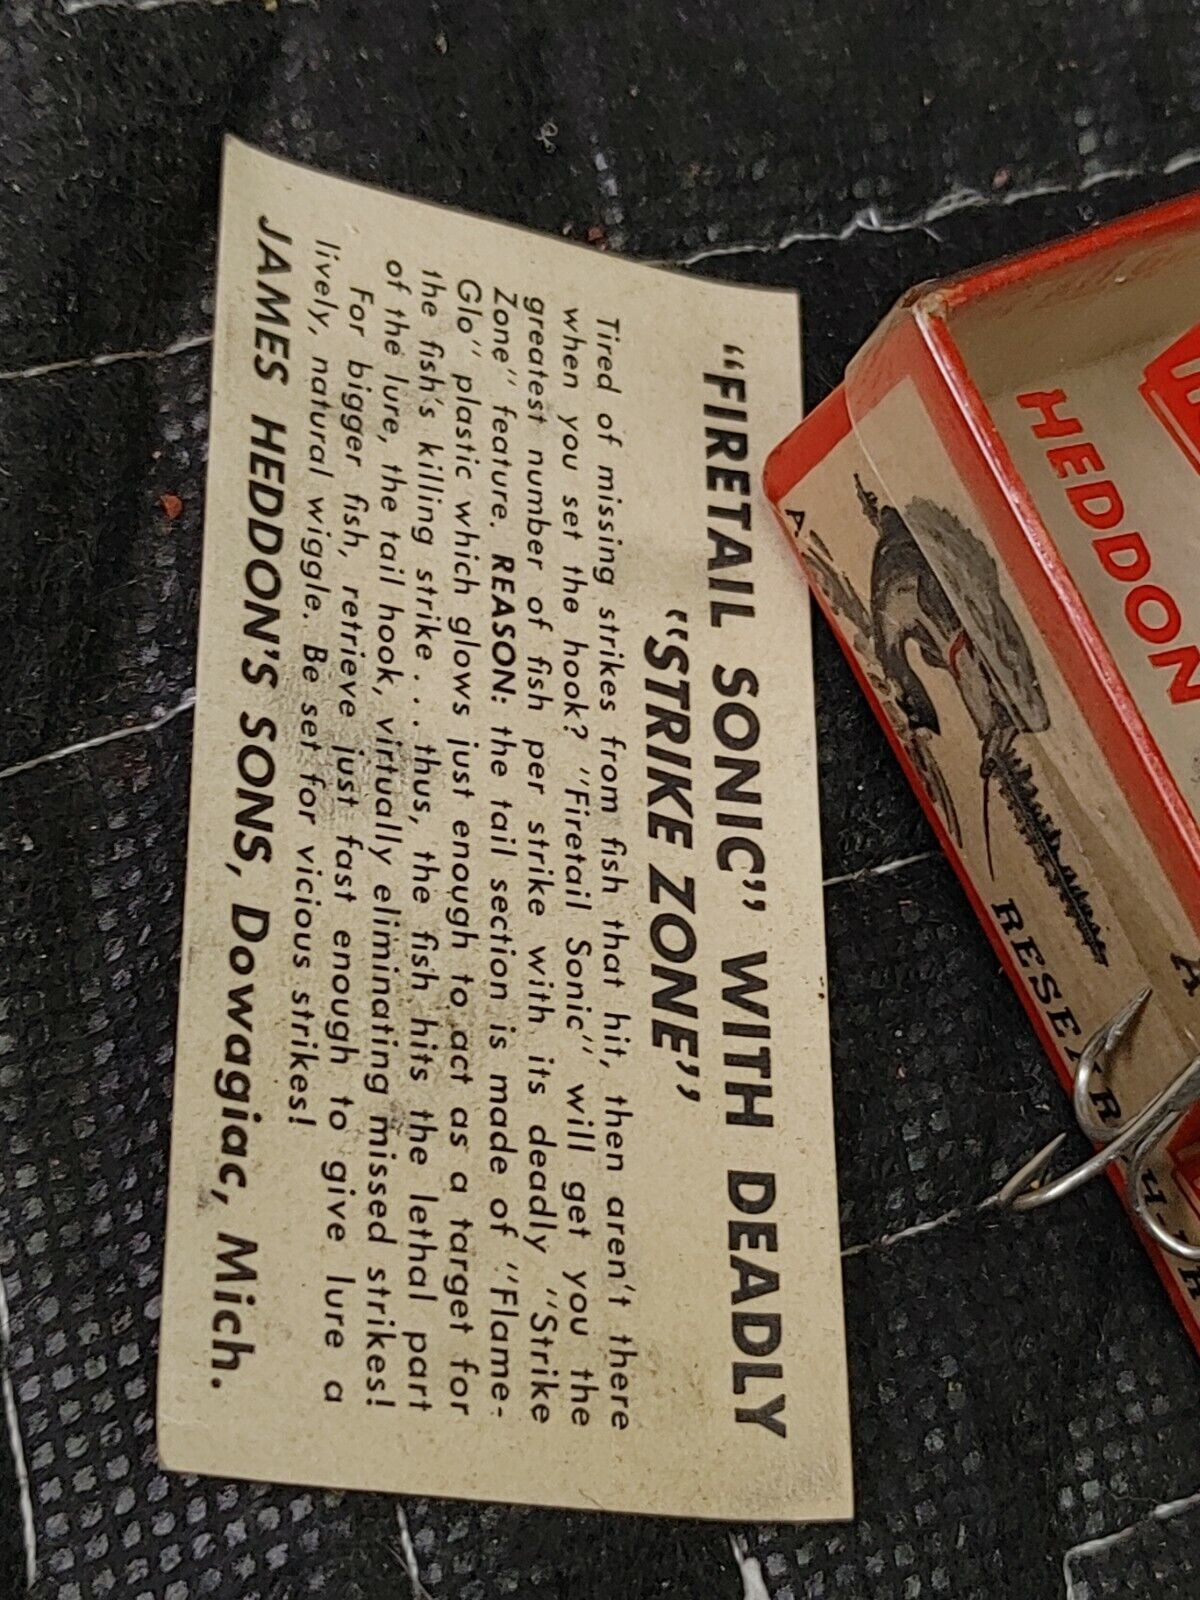 "FIRETAIL SONIC" WITH DEADLY
"STRIKE ZONE"
Tired of missing strikes from fish that hit, then aren't there
when you set the hook? "Firetail Sonic" will get you the
greatest number of fish per strike with its deadly "Strike
Zone" feature. REASON: the tail section is made of "Flame-
Glo" plastic which glows just enough to act as a target for
the fish's killing strike . . thus, the fish hits the lethal part
of the lure, the tail hook, virtually eliminating missed strikes!
For bigger fish, retrieve just fast enough to give lure a
lively, natural wiggle. Be set for vicious strikes!
JAMES HEDDON'S SONS, Dowagiac, Mich.
HEDDON